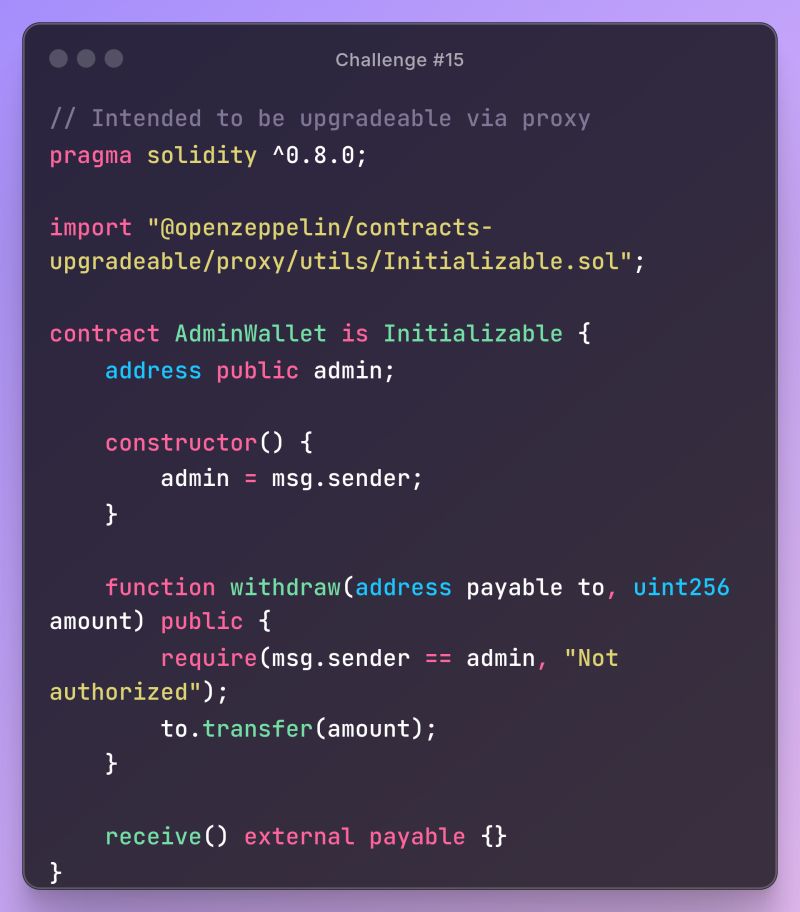 Challenge #15
// Intended to be upgradeable via proxy
pragma solidity ^0.8.0;
import "@openzeppelin/contracts-
upgradeable/proxy/utils/Initializable.sol";
contract AdminWallet is Initializable {
address public admin;
constructor() {
admin = msg.sender;
}
function withdraw(address payable to, uint256
amount) public {
require(msg.sender == admin, "Not
authorized");
to.transfer(amount);
}
receive() external payable {}
}